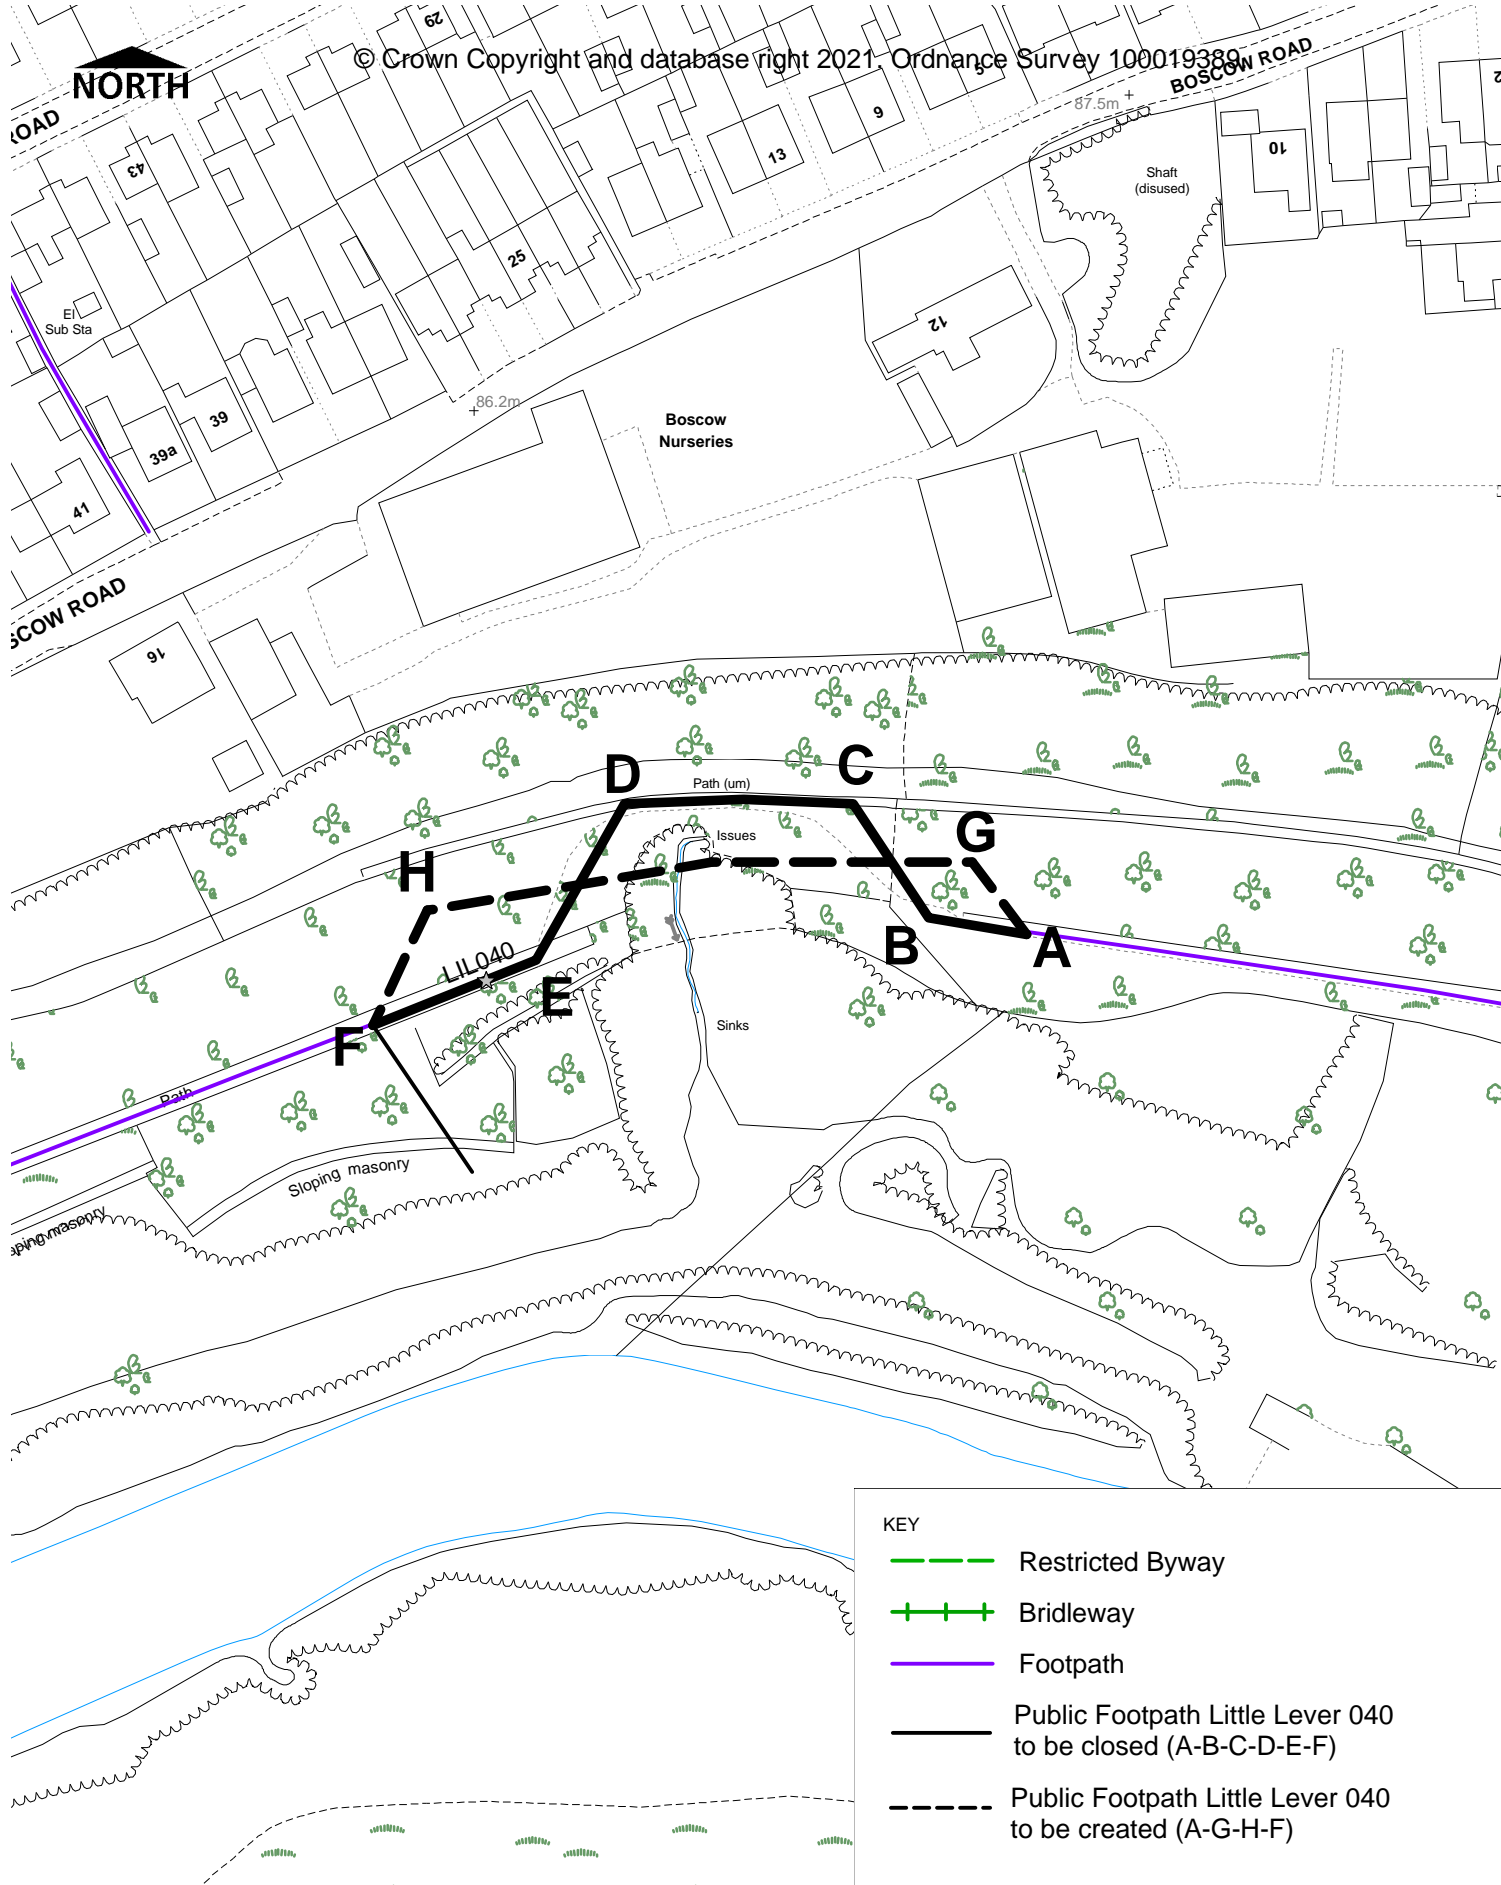 29
© Crown Copyright and database right 2021. Ordnance Survey 100019389.
5
BOSCOW ROAD
NORTH
87.5m
2
9
ROAD
13
10
43
Shaft
(disused)
25
El
Sub Sta
12
86.2m
39
Boscow
Nurseries
39a
41
SCOW ROAD
16
D
C
Path (um)
Issues
G
H
LIL040
B
A
E
F
Sinks
Path
Sloping masonry
oping masonry
KEY
Restricted Byway
Bridleway
Footpath
Public Footpath Little Lever 040
to be closed (A-B-C-D-E-F)
Public Footpath Little Lever 040
to be created (A-G-H-F)